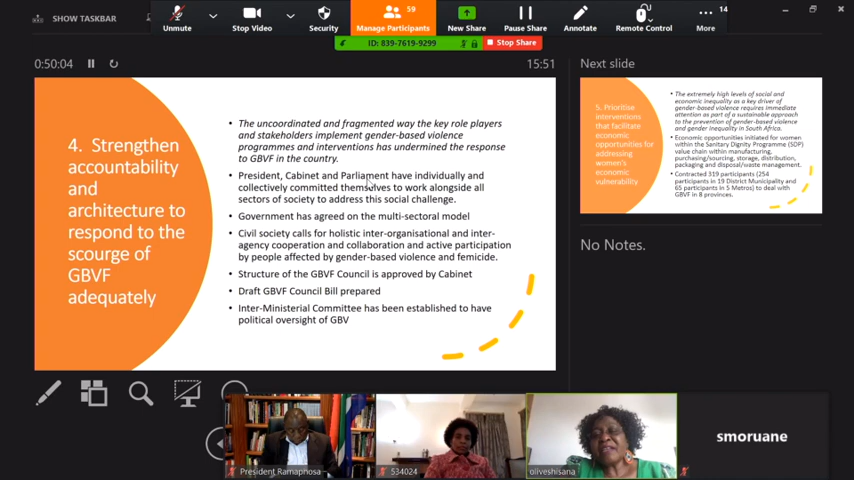 SHOW TASKBAR
59
14
Unmute
Stop Video
Security
Manage Participants
New Share
Pause Share
Annotate
Remote Control
More
ID: 839-7619-9299
Stop Share
0:50:04
15:51
Next slide
4. Strengthen
accountability
and
architecture to
respond to the
scourge of
GBVF
adequately
• The uncoordinated and fragmented way the key role players
and stakeholders implement gender-based violence
programmes and interventions has undermined the response
to GBVF in the country.
• President, Cabinet and Parliament have individually and
collectively committed themselves to work alongside all
sectors of society to address this social challenge.
• Government has agreed on the multi-sectoral model
• Civil society calls for holistic inter-organisational and inter-
agency cooperation and collaboration and active participation
by people affected by gender-based violence and femicide.
• Structure of the GBVF Council is approved by Cabinet
• Draft GBVF Council Bill prepared
• Inter-Ministerial Committee has been established to have
political oversight of GBV
5. Prioritise
interventions
that facilitate
economic
opportunities for
addressing
women's
economic
vulnerability
• The extremely high levels of social and
economic inequality as a key driver of
gender-based violence requires immediate
attention as part of a sustainable approach
to the prevention of gender-based violence
and gender inequality in South Africa.
• Economic opportunities initiated for women
within the Sanitary Dignity Programme (SDP)
value chain within manufacturing,
purchasing/sourcing, storage, distribution,
packaging and disposal/waste management.
• Contracted 319 participants (254
participants in 19 District Municipality and
65 participants in 5 Metros) to deal with
GBVF in 8 provinces.
No Notes.
President Ramaphosa
534024
oliveshisana
smoruane